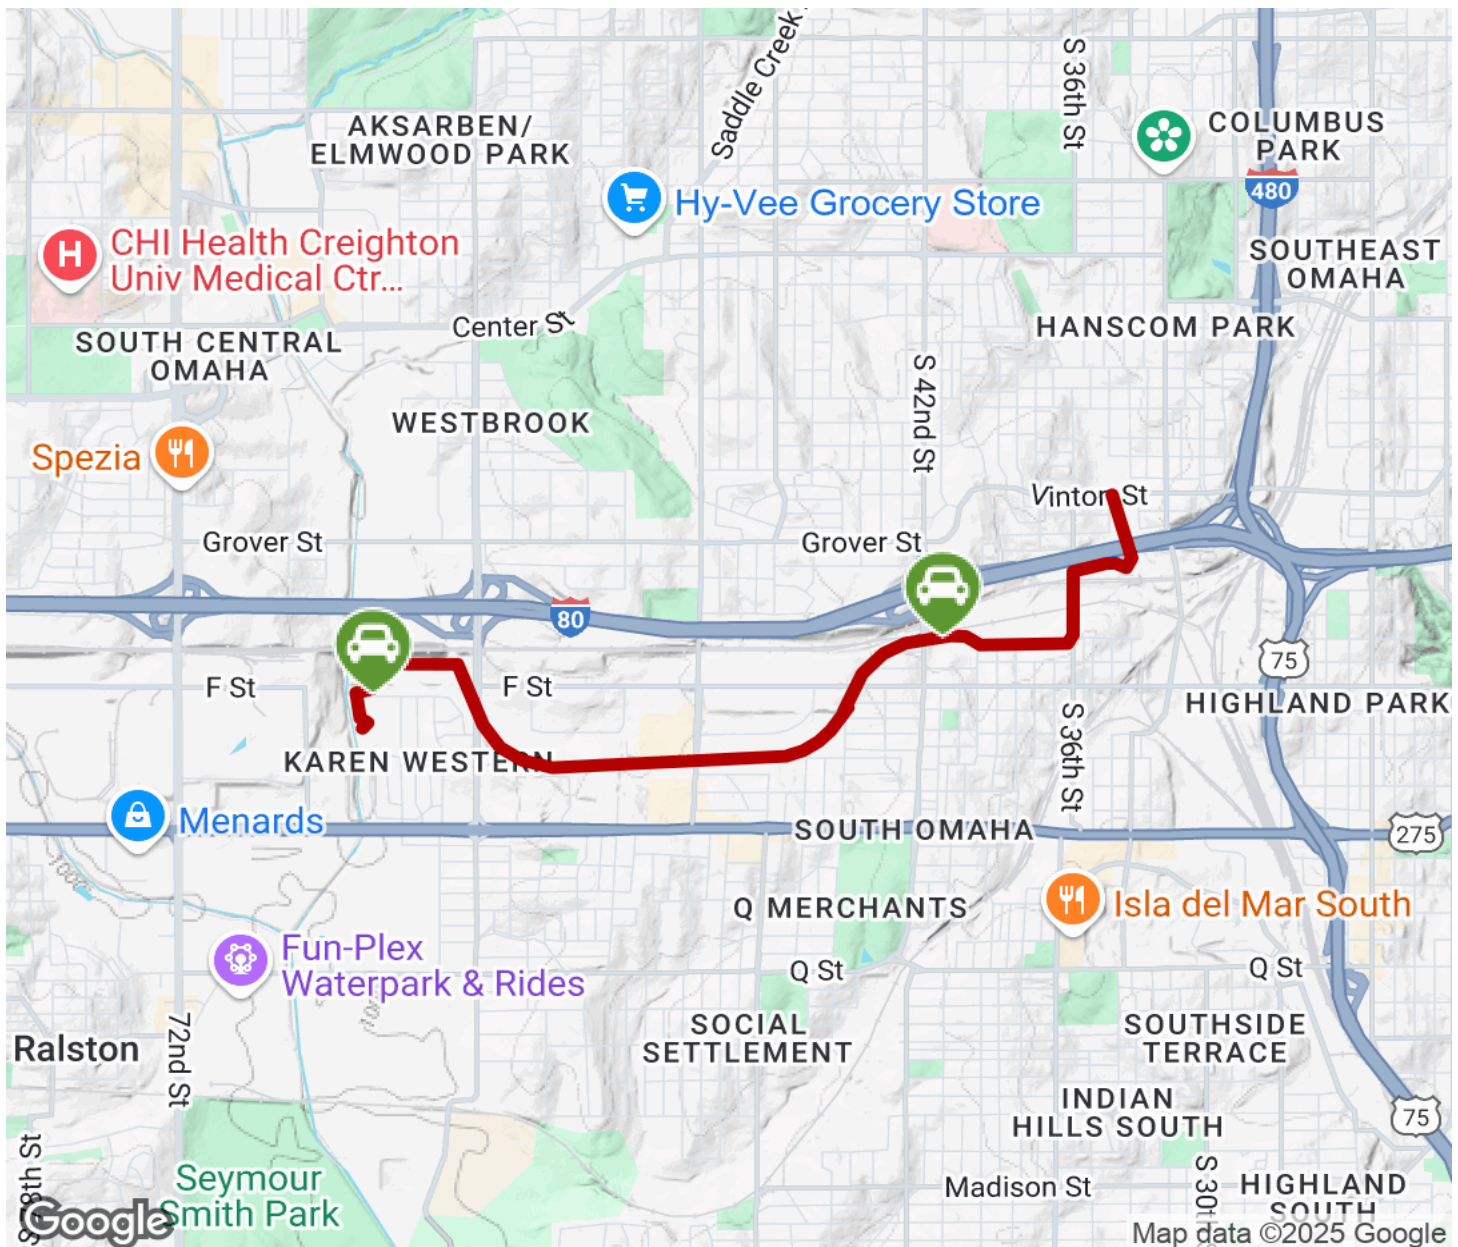 Saddle Creek
S 36th St
AKSARBEN/
ELMWOOD PARK
COLUMBUS
PARK
480
Hy-Vee Grocery Store
H
CHI Health Creighton
Univ Medical Ctr...
SOUTHEAST
OMAHA
Center St
HANSCOM PARK
SOUTH CENTRAL
OMAHA
S 42nd St
WESTBROOK
Spezia
Vinton St
Grover St
Grover St
80
75
F St
F St
HIGHLAND PARK
S 36th St
KAREN WESTERN
Menards
SOUTH OMAHA
275
Q MERCHANTS
Isla del Mar South
Fun-Plex
Waterpark & Rides
Q St
Q St
72nd St
Ralston
SOCIAL
SETTLEMENT
SOUTHSIDE
TERRACE
INDIAN
HILLS SOUTH
75
Seymour
Smith Park
Madison St
HIGHLAND
SOUTH
Google
Map data ©2025 Google